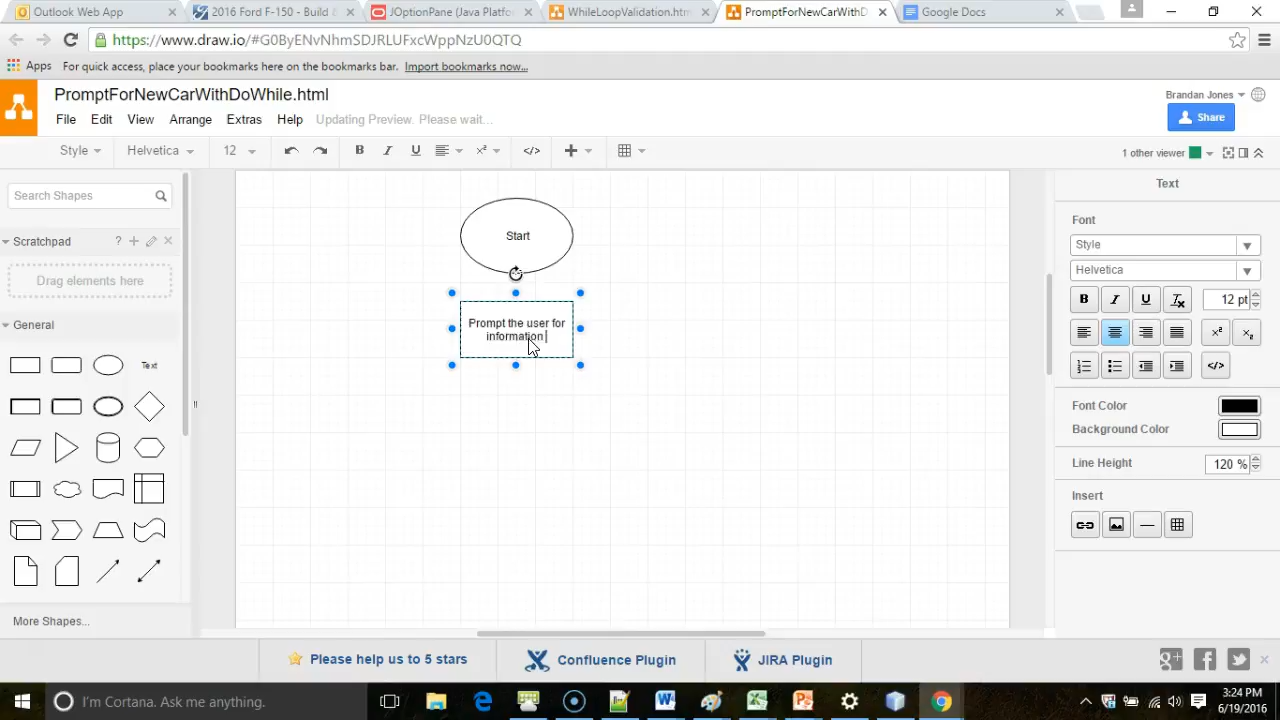 Outlook Web App
2016 Ford F-150 - Build &
JOptionPane (Java Platfo
WhileLoopValidation.htm
PromptForNewCarWithD
Google Docs
https://www.draw.io/#G0ByENvNhmSDJRLUFxcWppNzU0QTQ
Apps
For quick access, place your bookmarks here on the bookmarks bar.
Import bookmarks now...
PromptForNewCarWithDoWhile.html
Brandan Jones
File
Edit
View
Arrange
Extras
Help
Updating Preview. Please wait...
Share
Style
Helvetica
12
B
I
U
x²
</>
1 other viewer
Search Shapes
Scratchpad
?
Drag elements here
General
Text
More Shapes...
Start
Prompt the user for
information
Text
Font
Style
Helvetica
B
I
U
Tx
12 pt
x²
x₂
</>
Font Color
Background Color
Line Height
120 %
Insert
Please help us to 5 stars
Confluence Plugin
JIRA Plugin
I'm Cortana. Ask me anything.
3:24 PM
6/19/2016